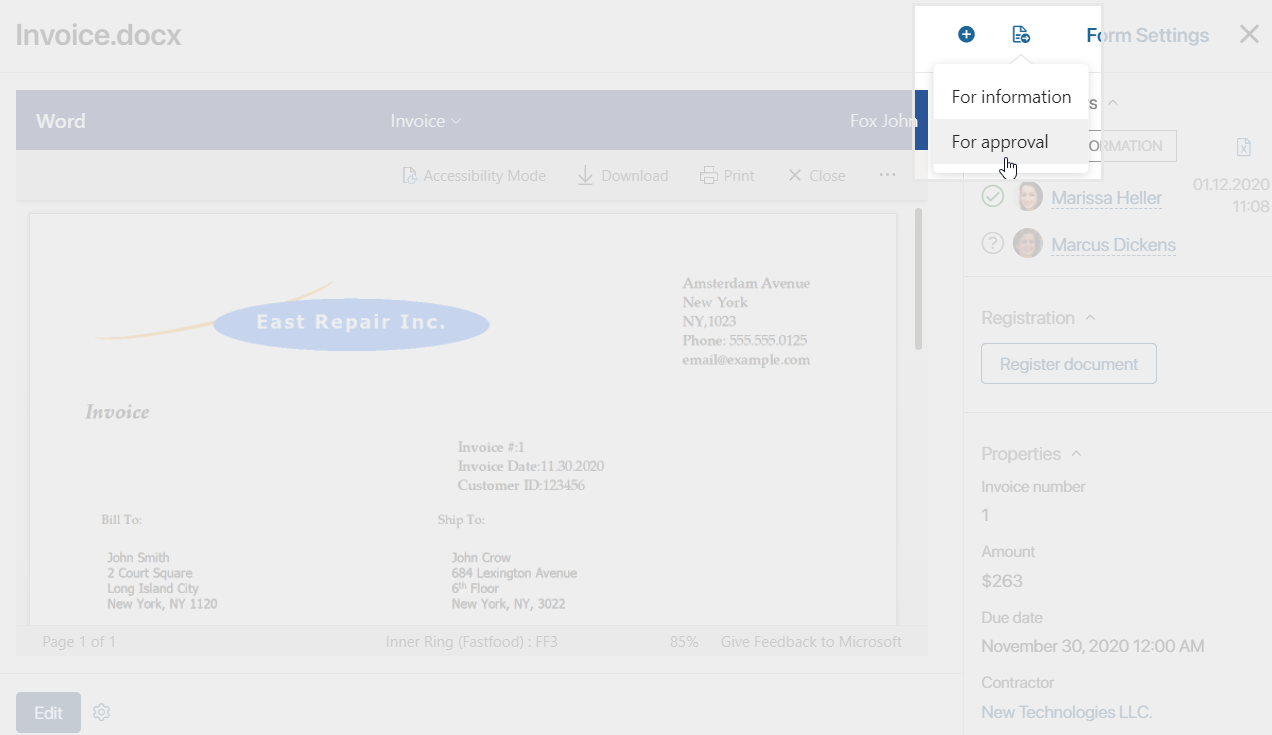 Invoice.docx
Form Settings
For information
For approval
Word
Invoice
Fox John
Accessibility Mode
Download
Print
Close
East Repair Inc.
Amsterdam Avenue
New York
NY,1023
Phone: 555.555.0125
email@example.com
Invoice
Invoice #:1
Invoice Date:11.30.2020
Customer ID:123456
Bill To:
Ship To:
John Smith
2 Court Square
Long Island City
New York, NY 1120
John Crow
684 Lexington Avenue
6th Floor
New York, NY, 3022
Page 1 of 1
Inner Ring (Fastfood) : FF3
85%
Give Feedback to Microsoft
Edit
Marissa Heller
01.12.2020
11:08
Marcus Dickens
Registration
Register document
Properties
Invoice number
1
Amount
$263
Due date
November 30, 2020 12:00 AM
Contractor
New Technologies LLC.